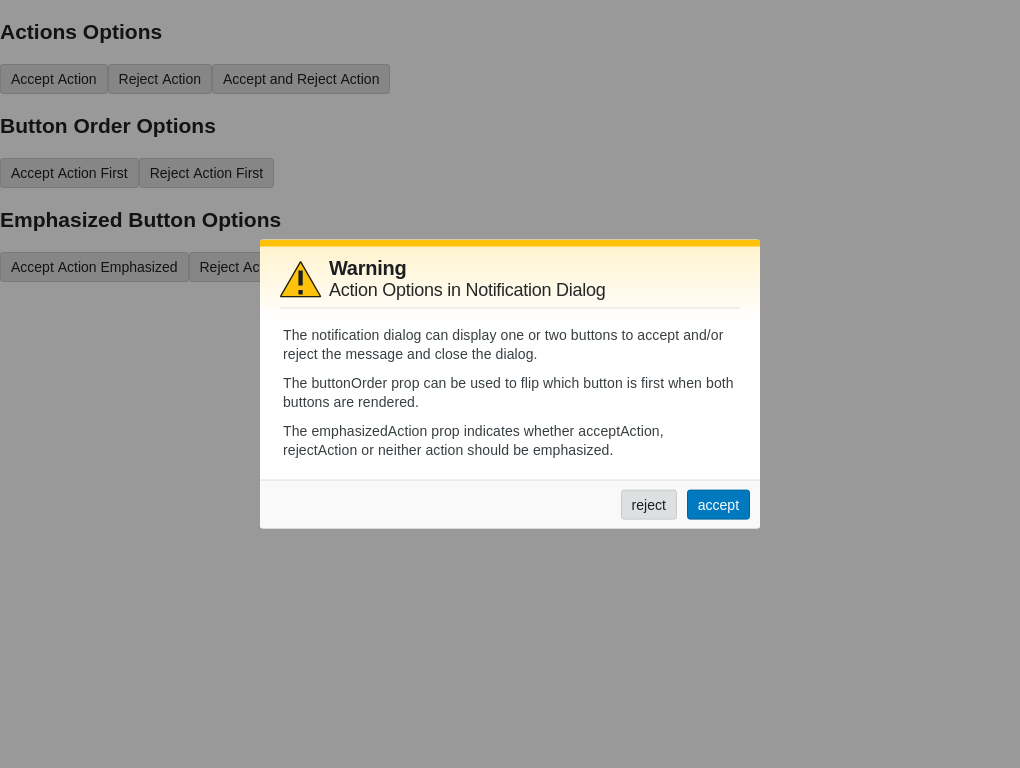 Actions Options
Accept Action Reject Action Accept and Reject Action
Button Order Options
Accept Action First Reject Action First
Emphasized Button Options
Accept Action Emphasized Reject
Warning
Action Options in Notification Dialog
The notification dialog can display one or two buttons to accept and/or
reject the message and close the dialog.
The buttonOrder prop can be used to flip which button is first when both
buttons are rendered.
The emphasizedAction prop indicates whether acceptAction,
rejectAction or neither action should be emphasized.
reject accept